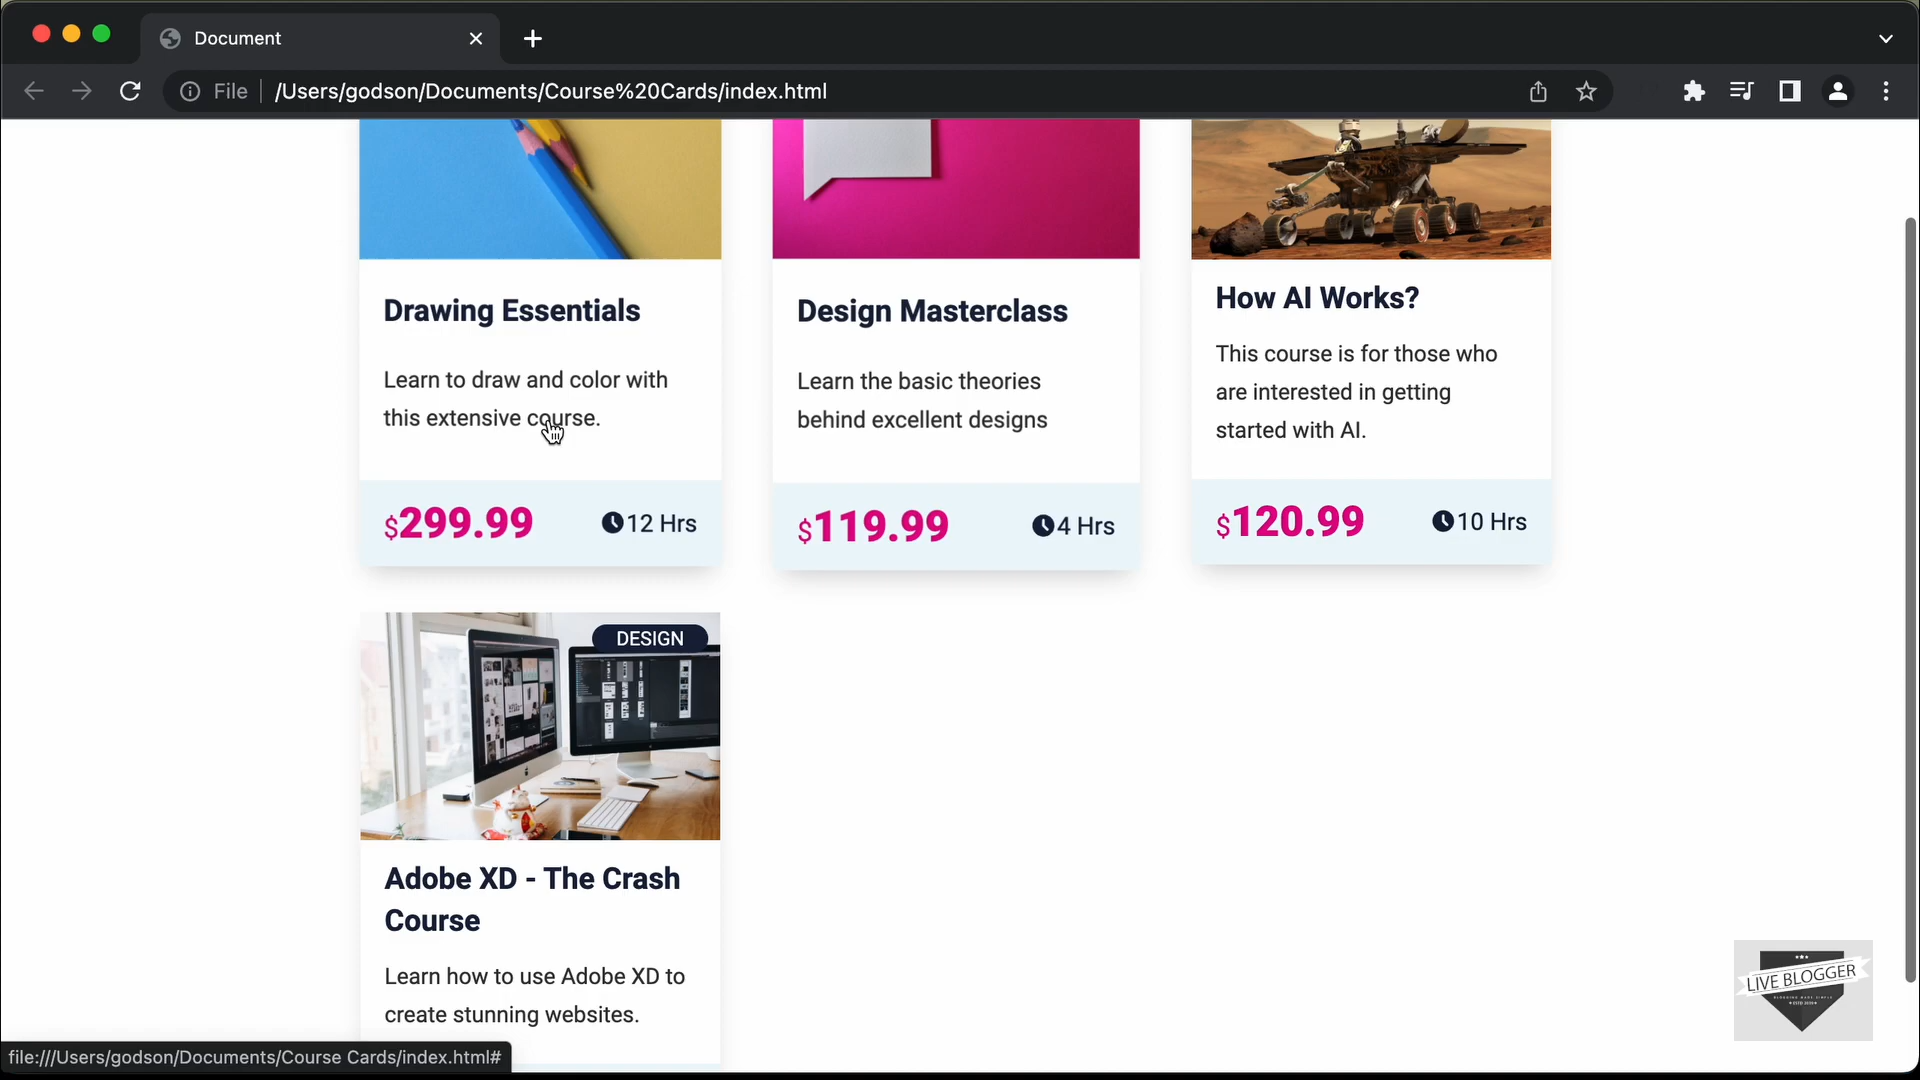 Document
File
/Users/godson/Documents/Course%20Cards/index.html
Drawing Essentials
Learn to draw and color with
this extensive course.
$299.99
12 Hrs
Design Masterclass
Learn the basic theories
behind excellent designs
$119.99
4 Hrs
How AI Works?
This course is for those who
are interested in getting
started with AI.
$120.99
10 Hrs
DESIGN
Adobe XD - The Crash
Course
Learn how to use Adobe XD to
create stunning websites.
LIVE BLOGGER
file:///Users/godson/Documents/Course Cards/index.html#